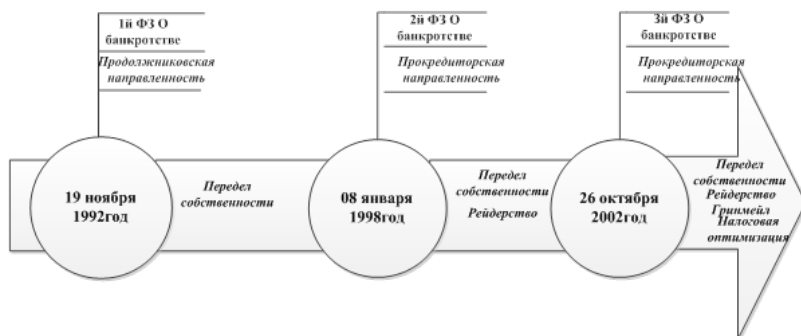 1й ФЗ О
банкротстве
Продолжниковская
направленность
2й ФЗ О
банкротстве
Прокредиторская
направленность
3й ФЗ О
банкротстве
Прокредиторская
направленность
19 ноября
1992год
Передел
собственности
08 января
1998год
Передел
собственности
Рейдерство
26 октября
2002год
Передел
собственности
Рейдерство
Гринмейл
Налоговая
оптимизация